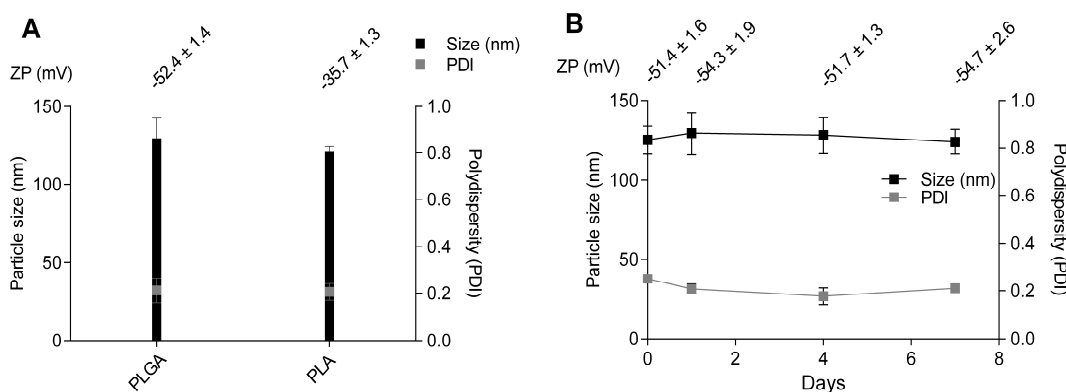 A
ZP (mV)
-52.4 ± 1.4
-35.7 ± 1.3
Size (nm)
PDI
Particle size (nm)
150
100
50
0
1.0
0.8
0.6
0.4
0.2
0.0
Polydispersity (PDI)
PLGA
PLA
B
ZP (mV)
-51.4 ± 1.6
-54.3 ± 1.9
-51.7 ± 1.3
-54.7 ± 2.6
Particle size (nm)
150
100
50
0
1.0
0.8
0.6
0.4
0.2
0.0
Polydispersity (PDI)
Size (nm)
PDI
0 2 4 6 8
Days